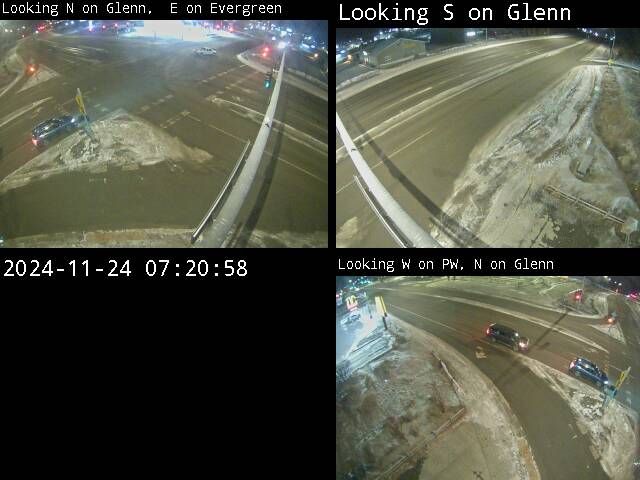 Looking N on Glenn,  E on Evergreen
Looking S on Glenn
2024-11-24 07:20:58
Looking W on PW, N on Glenn